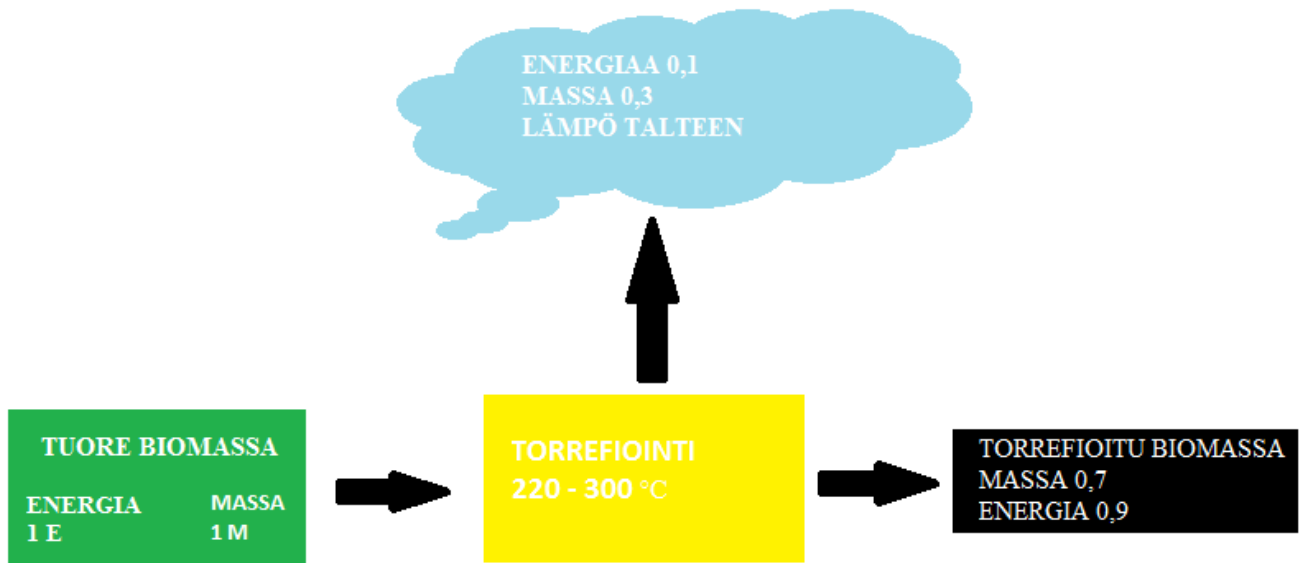 ENERGIAA 0,1
MASSA 0,3
LÄMPÖ TALTEEN
TUORE BIOMASSA
ENERGIA
1 E
MASSA
1 M
TORREFIOINTI
220 - 300 °C
TORREFIOITU BIOMASSA
MASSA 0,7
ENERGIA 0,9